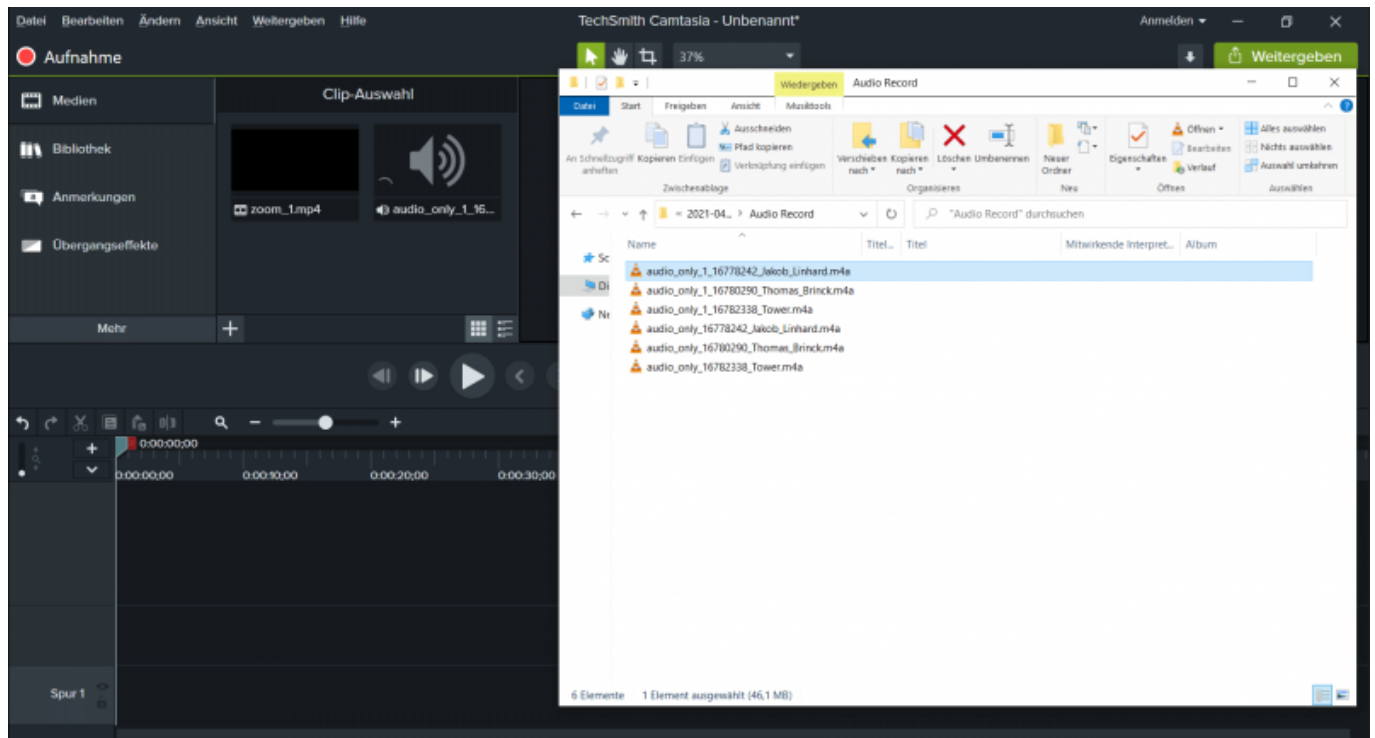 Datei Bearbeiten Ändern Ansicht Weitergeben Hilfe TechSmith Camtasia - Unbenannt* Anmelden
Aufnahme 37% Weitergeben
Medien
Bibliothek
Anmerkungen
Übergangseffekte
Mehr
Clip-Auswahl
zoom_1.mp4 audio_only_1_16...
0:00:00;00
0:00:00;00 0:00:10;00 0:00:20;00 0:00:30;00
Spur 1
Wiedergeben Audio Record
Datei Start Freigeben Ansicht Musiktools
An Schnellzugriff anheften
Kopieren Einfügen
Ausschneiden
Pfad kopieren
Verknüpfung einfügen
Zwischenablage
Verschieben nach
Kopieren nach
Löschen Umbenennen
Organisieren
Neuer Ordner
Neu
Eigenschaften
Öffnen
Bearbeiten
Verlauf
Öffnen
Alles auswählen
Nichts auswählen
Auswahl umkehren
Auswählen
« 2021-04... > Audio Record "Audio Record" durchsuchen
Name Titel... Titel Mitwirkende Interpret... Album
Sc
Di
Ne
audio_only_1_16778242_Jakob_Linhard.m4a
audio_only_1_16780290_Thomas_Brinck.m4a
audio_only_1_16782338_Tower.m4a
audio_only_16778242_Jakob_Linhard.m4a
audio_only_16780290_Thomas_Brinck.m4a
audio_only_16782338_Tower.m4a
6 Elemente 1 Element ausgewählt (46,1 MB)